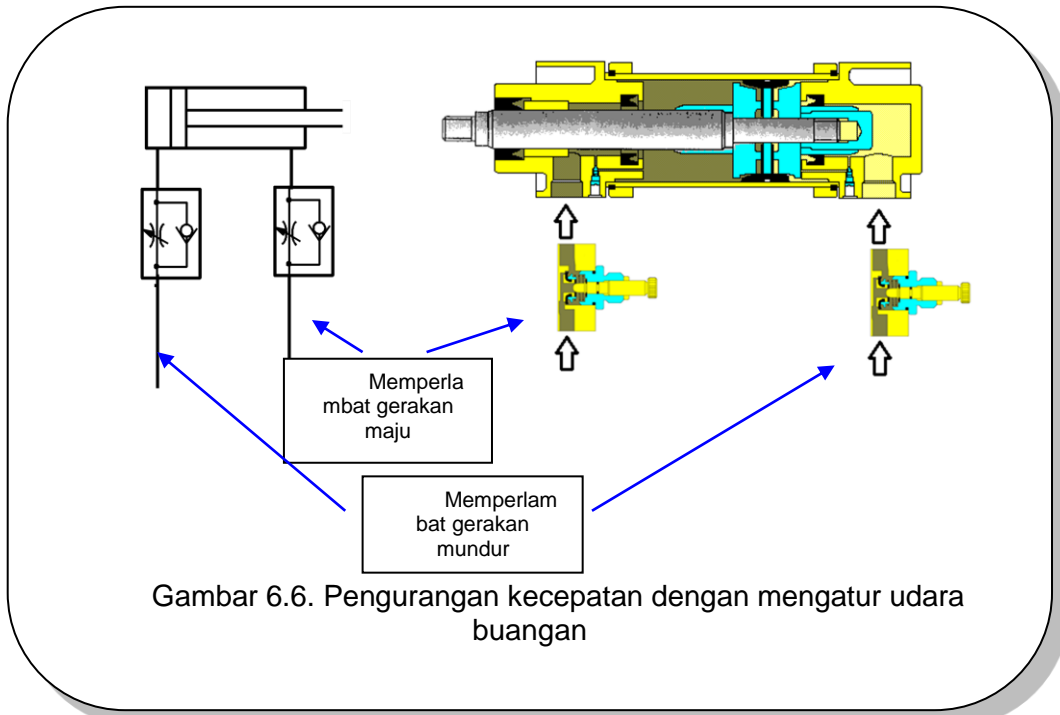 Memperla
mbat gerakan
maju
Memperlam
bat gerakan
mundur
Gambar 6.6. Pengurangan kecepatan dengan mengatur udara
buangan